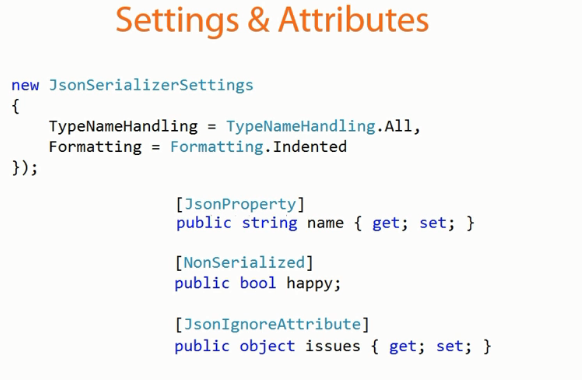 Settings & Attributes
new JsonSerializerSettings
{
TypeNameHandling = TypeNameHandling.All,
Formatting = Formatting.Indented
});
[JsonProperty]
public string name { get; set; }
[NonSerialized]
public bool happy;
[JsonIgnoreAttribute]
public object issues { get; set; }